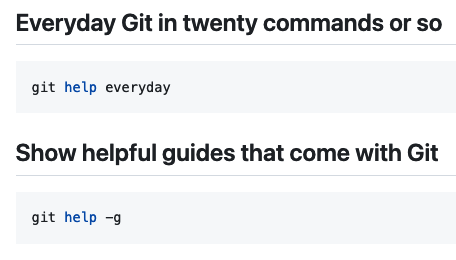 Everyday Git in twenty commands or so
git help everyday
Show helpful guides that come with Git
git help -g